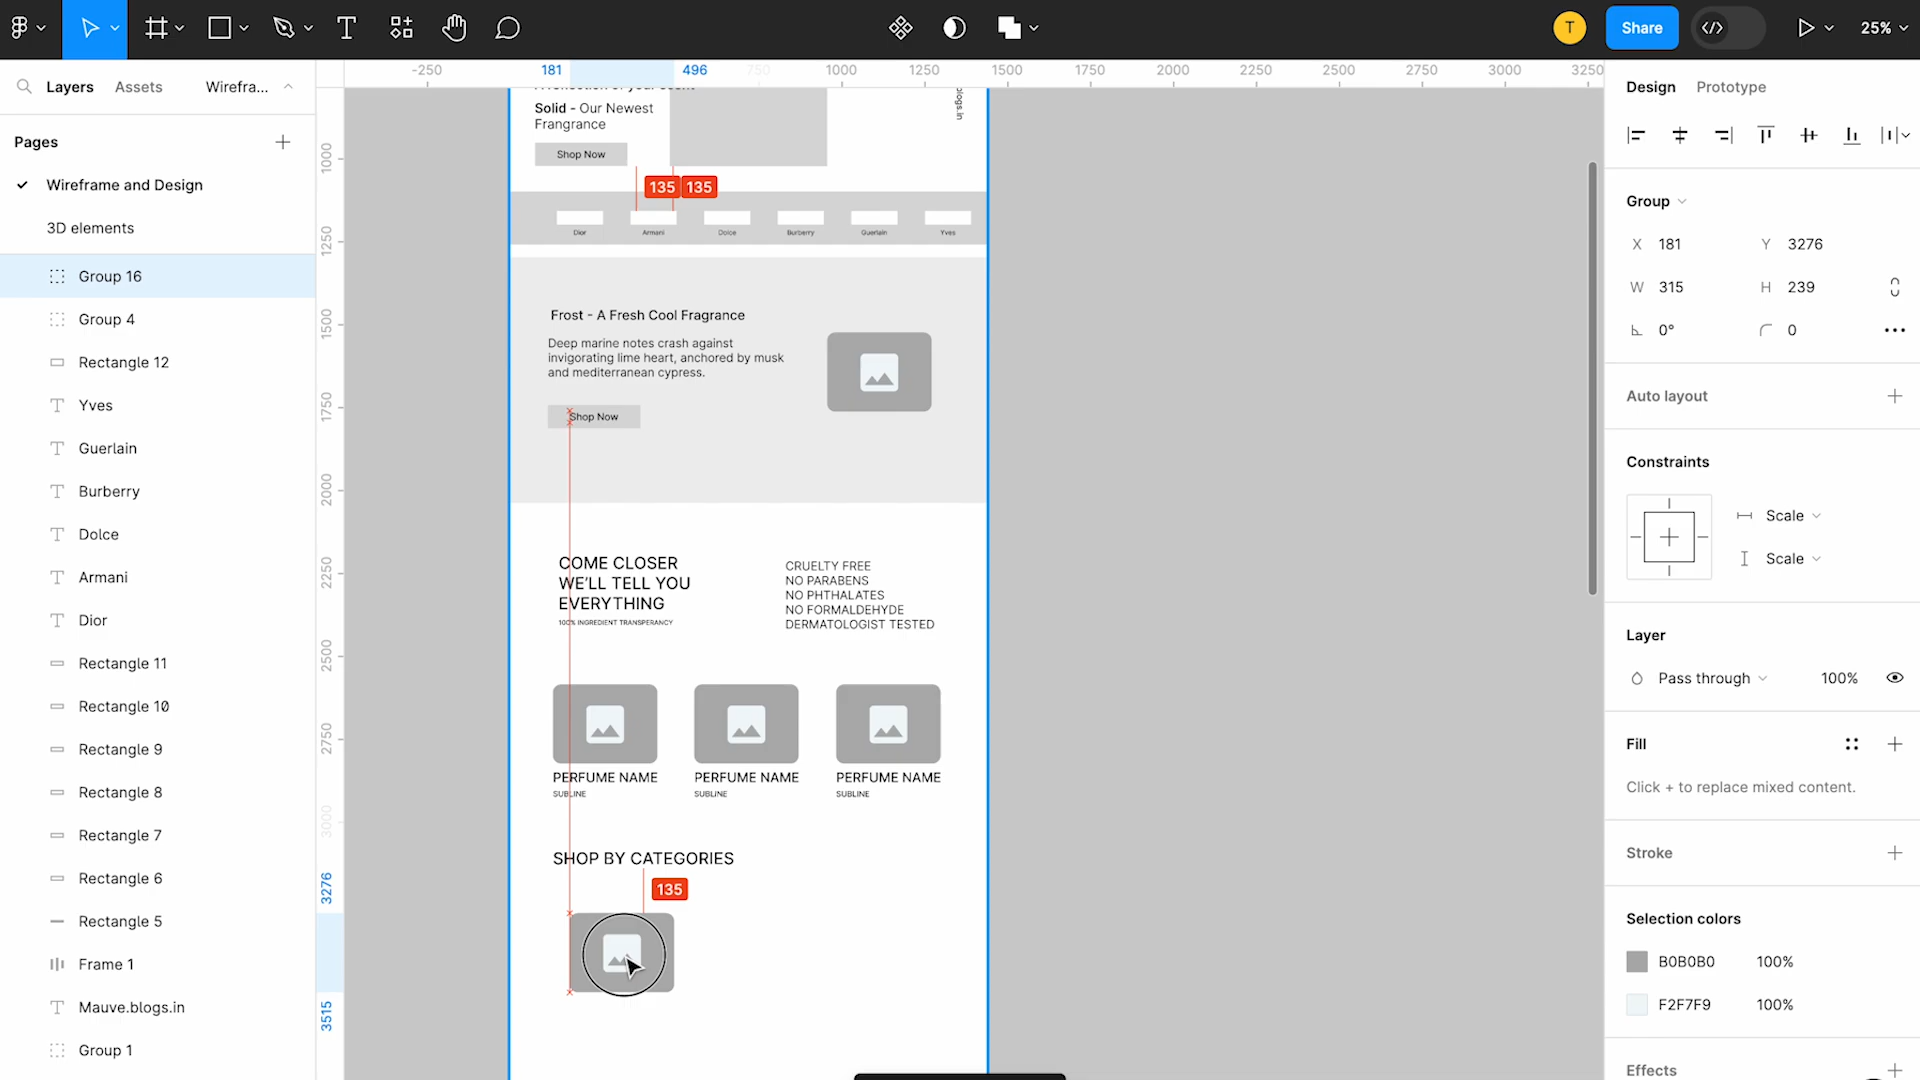 T
Share
25%
Layers
Assets
Wirefra...
Pages
Wireframe and Design
3D elements
Group 16
Group 4
Rectangle 12
Yves
Guerlain
Burberry
Dolce
Armani
Dior
Rectangle 11
Rectangle 10
Rectangle 9
Rectangle 8
Rectangle 7
Rectangle 6
Rectangle 5
Frame 1
Mauve.blogs.in
Group 1
-250
181
496
750
1000
1250
1500
1750
2000
2250
2500
2750
3000
3250
1000
1250
1500
1750
2000
2250
2500
2750
3000
3276
3515
Solid - Our Newest
Frangrance
Shop Now
blogs.in
135
135
Dior
Armani
Dolce
Burberry
Guerlain
Yves
Frost - A Fresh Cool Fragrance
Deep marine notes crash against
invigorating lime heart, anchored by musk
and mediterranean cypress.
Shop Now
COME CLOSER
WE'LL TELL YOU
EVERYTHING
100% INGREDIENT TRANSPERANCY
CRUELTY FREE
NO PARABENS
NO PHTHALATES
NO FORMALDEHYDE
DERMATOLOGIST TESTED
PERFUME NAME
SUBLINE
PERFUME NAME
SUBLINE
PERFUME NAME
SUBLINE
SHOP BY CATEGORIES
135
Design
Prototype
Group
X 181
Y 3276
W 315
H 239
0°
0
Auto layout
Constraints
Scale
Scale
Layer
Pass through
100%
Fill
Click + to replace mixed content.
Stroke
Selection colors
B0B0B0 100%
F2F7F9 100%
Effects